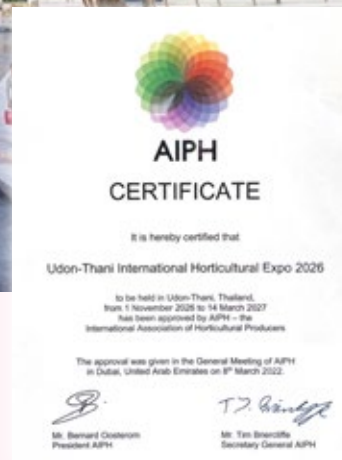 AIPH
CERTIFICATE
It is hereby certified that
Udon-Thani International Horticultural Expo 2026
to be held in Udon-Thani, Thailand,
from 1 November 2026 to 14 March 2027
has been approved by AIPH – the
International Association of Horticultural Producers
The approval was given in the General Meeting of AIPH
in Dubai, United Arab Emirates on 8th March 2022.
Mr. Bernard Oosterom
President AIPH
Mr. Tim Briercliffe
Secretary General AIPH